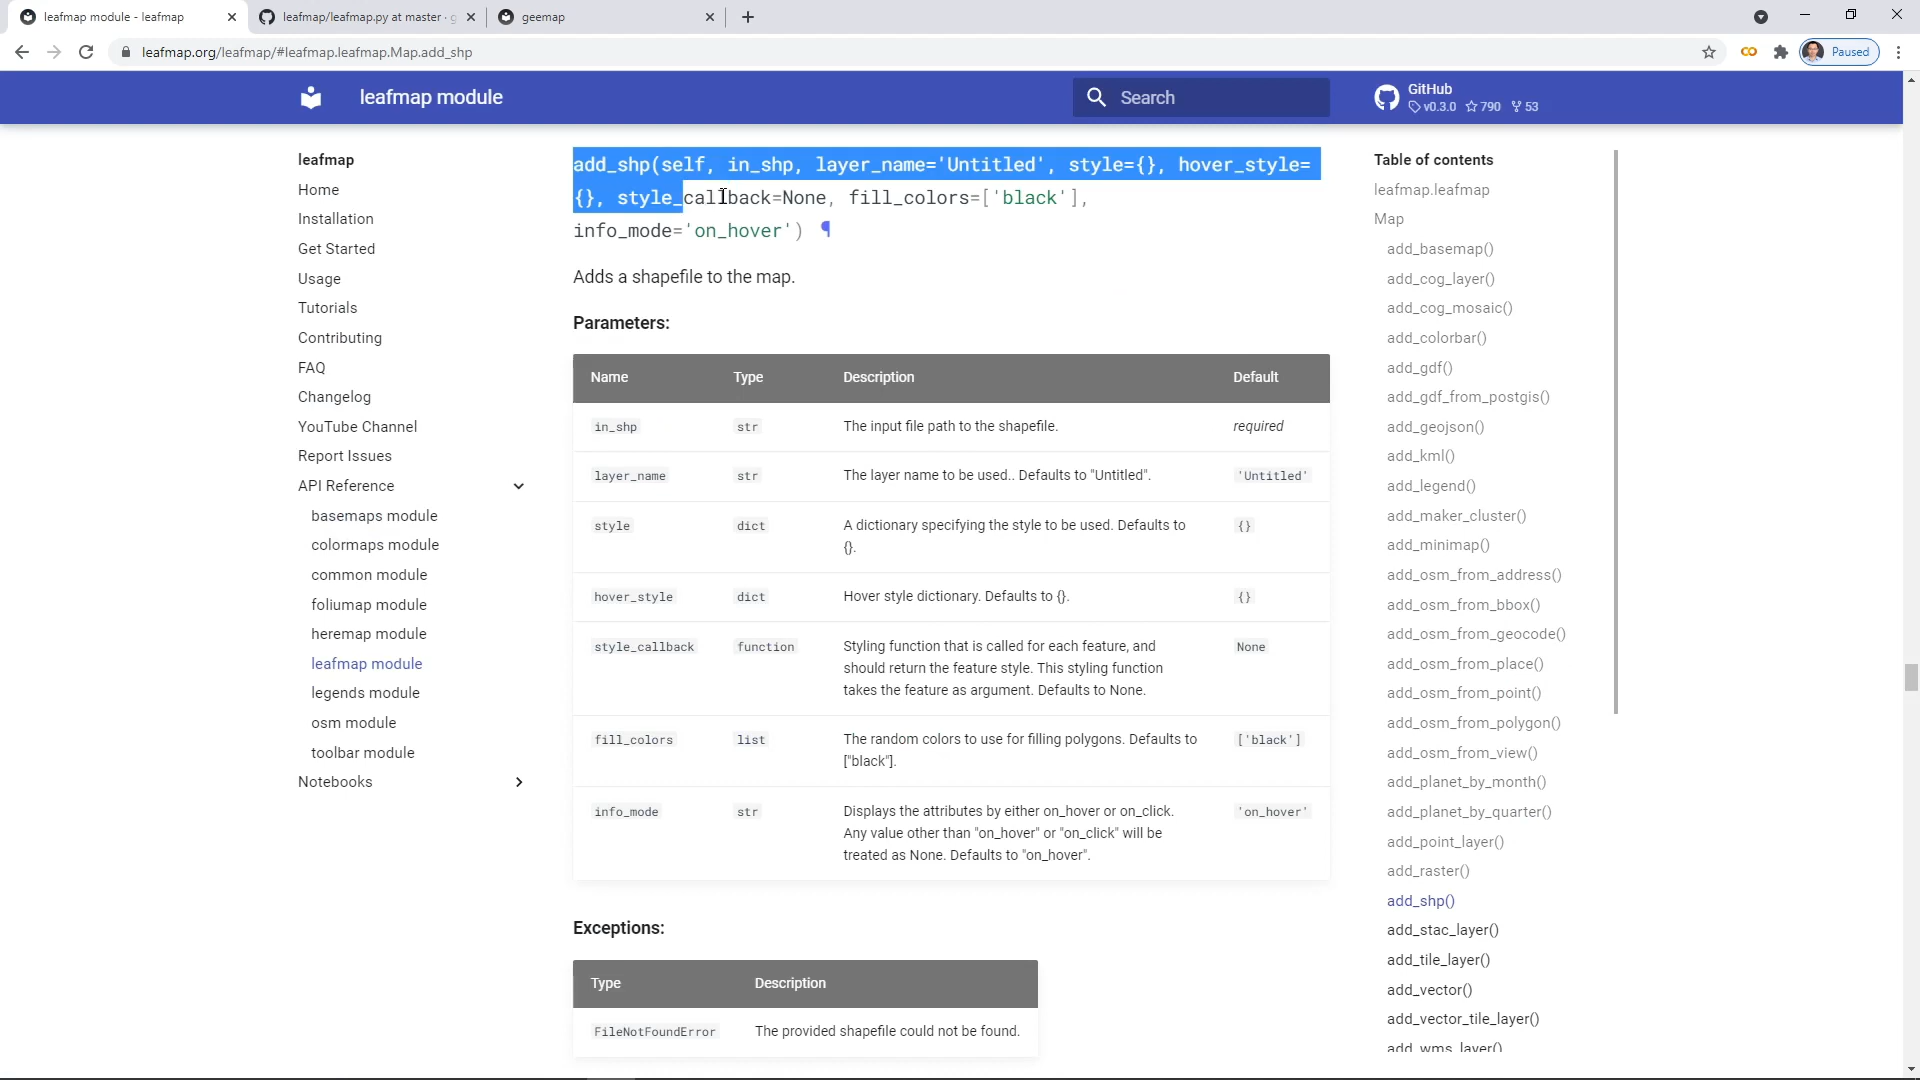 leafmap module - leafmap
leafmap/leafmap.py at master · g
geemap
leafmap.org/leafmap/#leafmap.leafmap.Map.add_shp
Paused
leafmap module
Search
GitHub
v0.3.0 790 53
leafmap
Home
Installation
Get Started
Usage
Tutorials
Contributing
FAQ
Changelog
YouTube Channel
Report Issues
API Reference
basemaps module
colormaps module
common module
foliumap module
heremap module
leafmap module
legends module
osm module
toolbar module
Notebooks
add_shp(self, in_shp, layer_name='Untitled', style={}, hover_style=
{}, style_callback=None, fill_colors=['black'],
info_mode='on_hover') ¶
Adds a shapefile to the map.
Parameters:
Name Type Description Default
in_shp str The input file path to the shapefile. required
layer_name str The layer name to be used.. Defaults to "Untitled". 'Untitled'
style dict A dictionary specifying the style to be used. Defaults to {}
{}.
hover_style dict Hover style dictionary. Defaults to {}. {}
style_callback function Styling function that is called for each feature, and None
should return the feature style. This styling function
takes the feature as argument. Defaults to None.
fill_colors list The random colors to use for filling polygons. Defaults to ['black']
["black"].
info_mode str Displays the attributes by either on_hover or on_click. 'on_hover'
Any value other than "on_hover" or "on_click" will be
treated as None. Defaults to "on_hover".
Exceptions:
Type Description
FileNotFoundError The provided shapefile could not be found.
Table of contents
leafmap.leafmap
Map
add_basemap()
add_cog_layer()
add_cog_mosaic()
add_colorbar()
add_gdf()
add_gdf_from_postgis()
add_geojson()
add_kml()
add_legend()
add_maker_cluster()
add_minimap()
add_osm_from_address()
add_osm_from_bbox()
add_osm_from_geocode()
add_osm_from_place()
add_osm_from_point()
add_osm_from_polygon()
add_osm_from_view()
add_planet_by_month()
add_planet_by_quarter()
add_point_layer()
add_raster()
add_shp()
add_stac_layer()
add_tile_layer()
add_vector()
add_vector_tile_layer()
add_wms_layer()